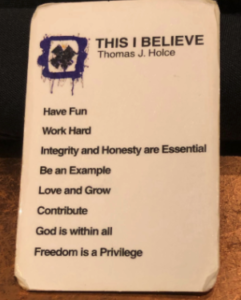 THIS I BELIEVE
Thomas J. Holce
Have Fun
Work Hard
Integrity and Honesty are Essential
Be an Example
Love and Grow
Contribute
God is within all
Freedom is a Privilege